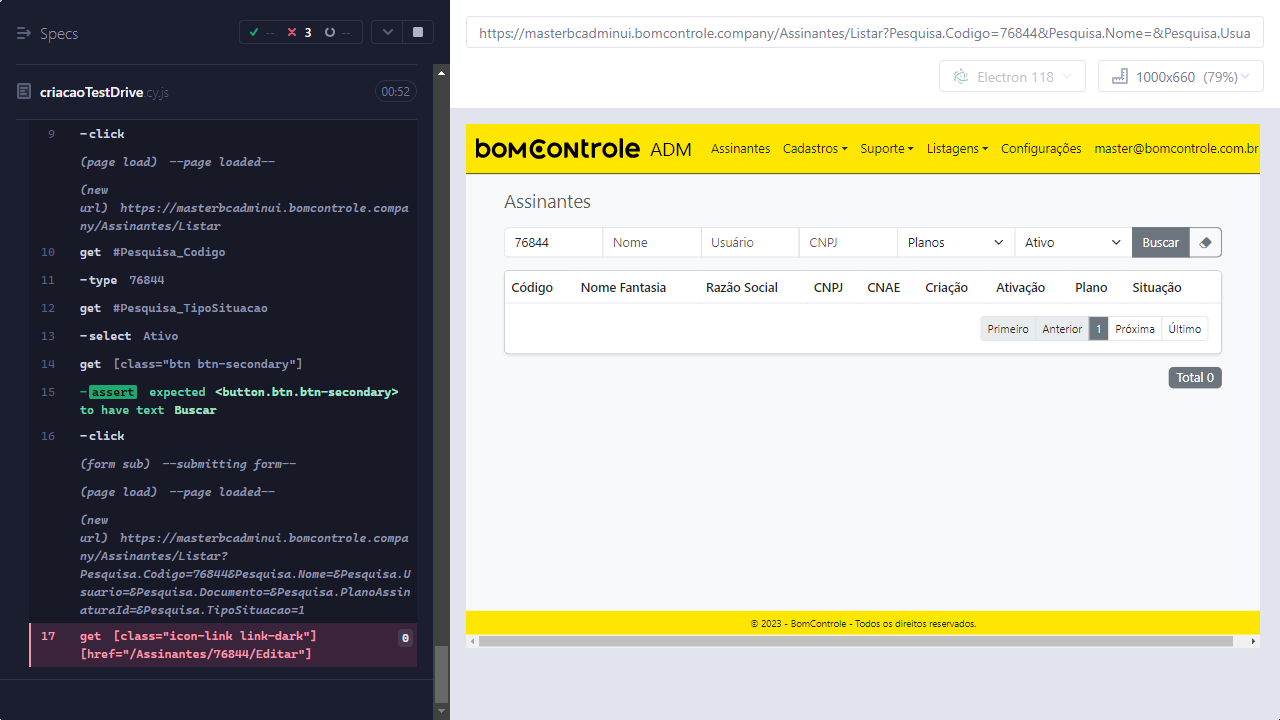 Specs
-- 3 --
criacaoTestDrive.cy.js
00:52
9 -click
(page load) --page loaded--
(new
url) https://masterbcadminui.bomcontrole.compa
ny/Assinantes/Listar
10 get #Pesquisa_Codigo
11 -type 76844
12 get #Pesquisa_TipoSituacao
13 -select Ativo
14 get [class="btn btn-secondary"]
15 -assert expected <button.btn.btn-secondary>
to have text Buscar
16 -click
(form sub) --submitting form--
(page load) --page loaded--
(new
url) https://masterbcadminui.bomcontrole.compa
ny/Assinantes/Listar?
Pesquisa.Codigo=76844&Pesquisa.Nome=&Pesquisa.U
suario=&Pesquisa.Documento=&Pesquisa.PlanoAssin
aturaId=&Pesquisa.TipoSituacao=1
17 get [class="icon-link link-dark"] 0
[href="/Assinantes/76844/Editar"]
https://masterbcadminui.bomcontrole.company/Assinantes/Listar?Pesquisa.Codigo=76844&Pesquisa.Nome=&Pesquisa.Usua
Electron 118
1000x660 (79%)
bomControle ADM Assinantes Cadastros Suporte Listagens Configurações master@bomcontrole.com.br
Assinantes
76844 Nome Usuário CNPJ Planos Ativo Buscar
Código Nome Fantasia Razão Social CNPJ CNAE Criação Ativação Plano Situação
Primeiro Anterior 1 Próxima Último
Total 0
© 2023 - BomControle - Todos os direitos reservados.